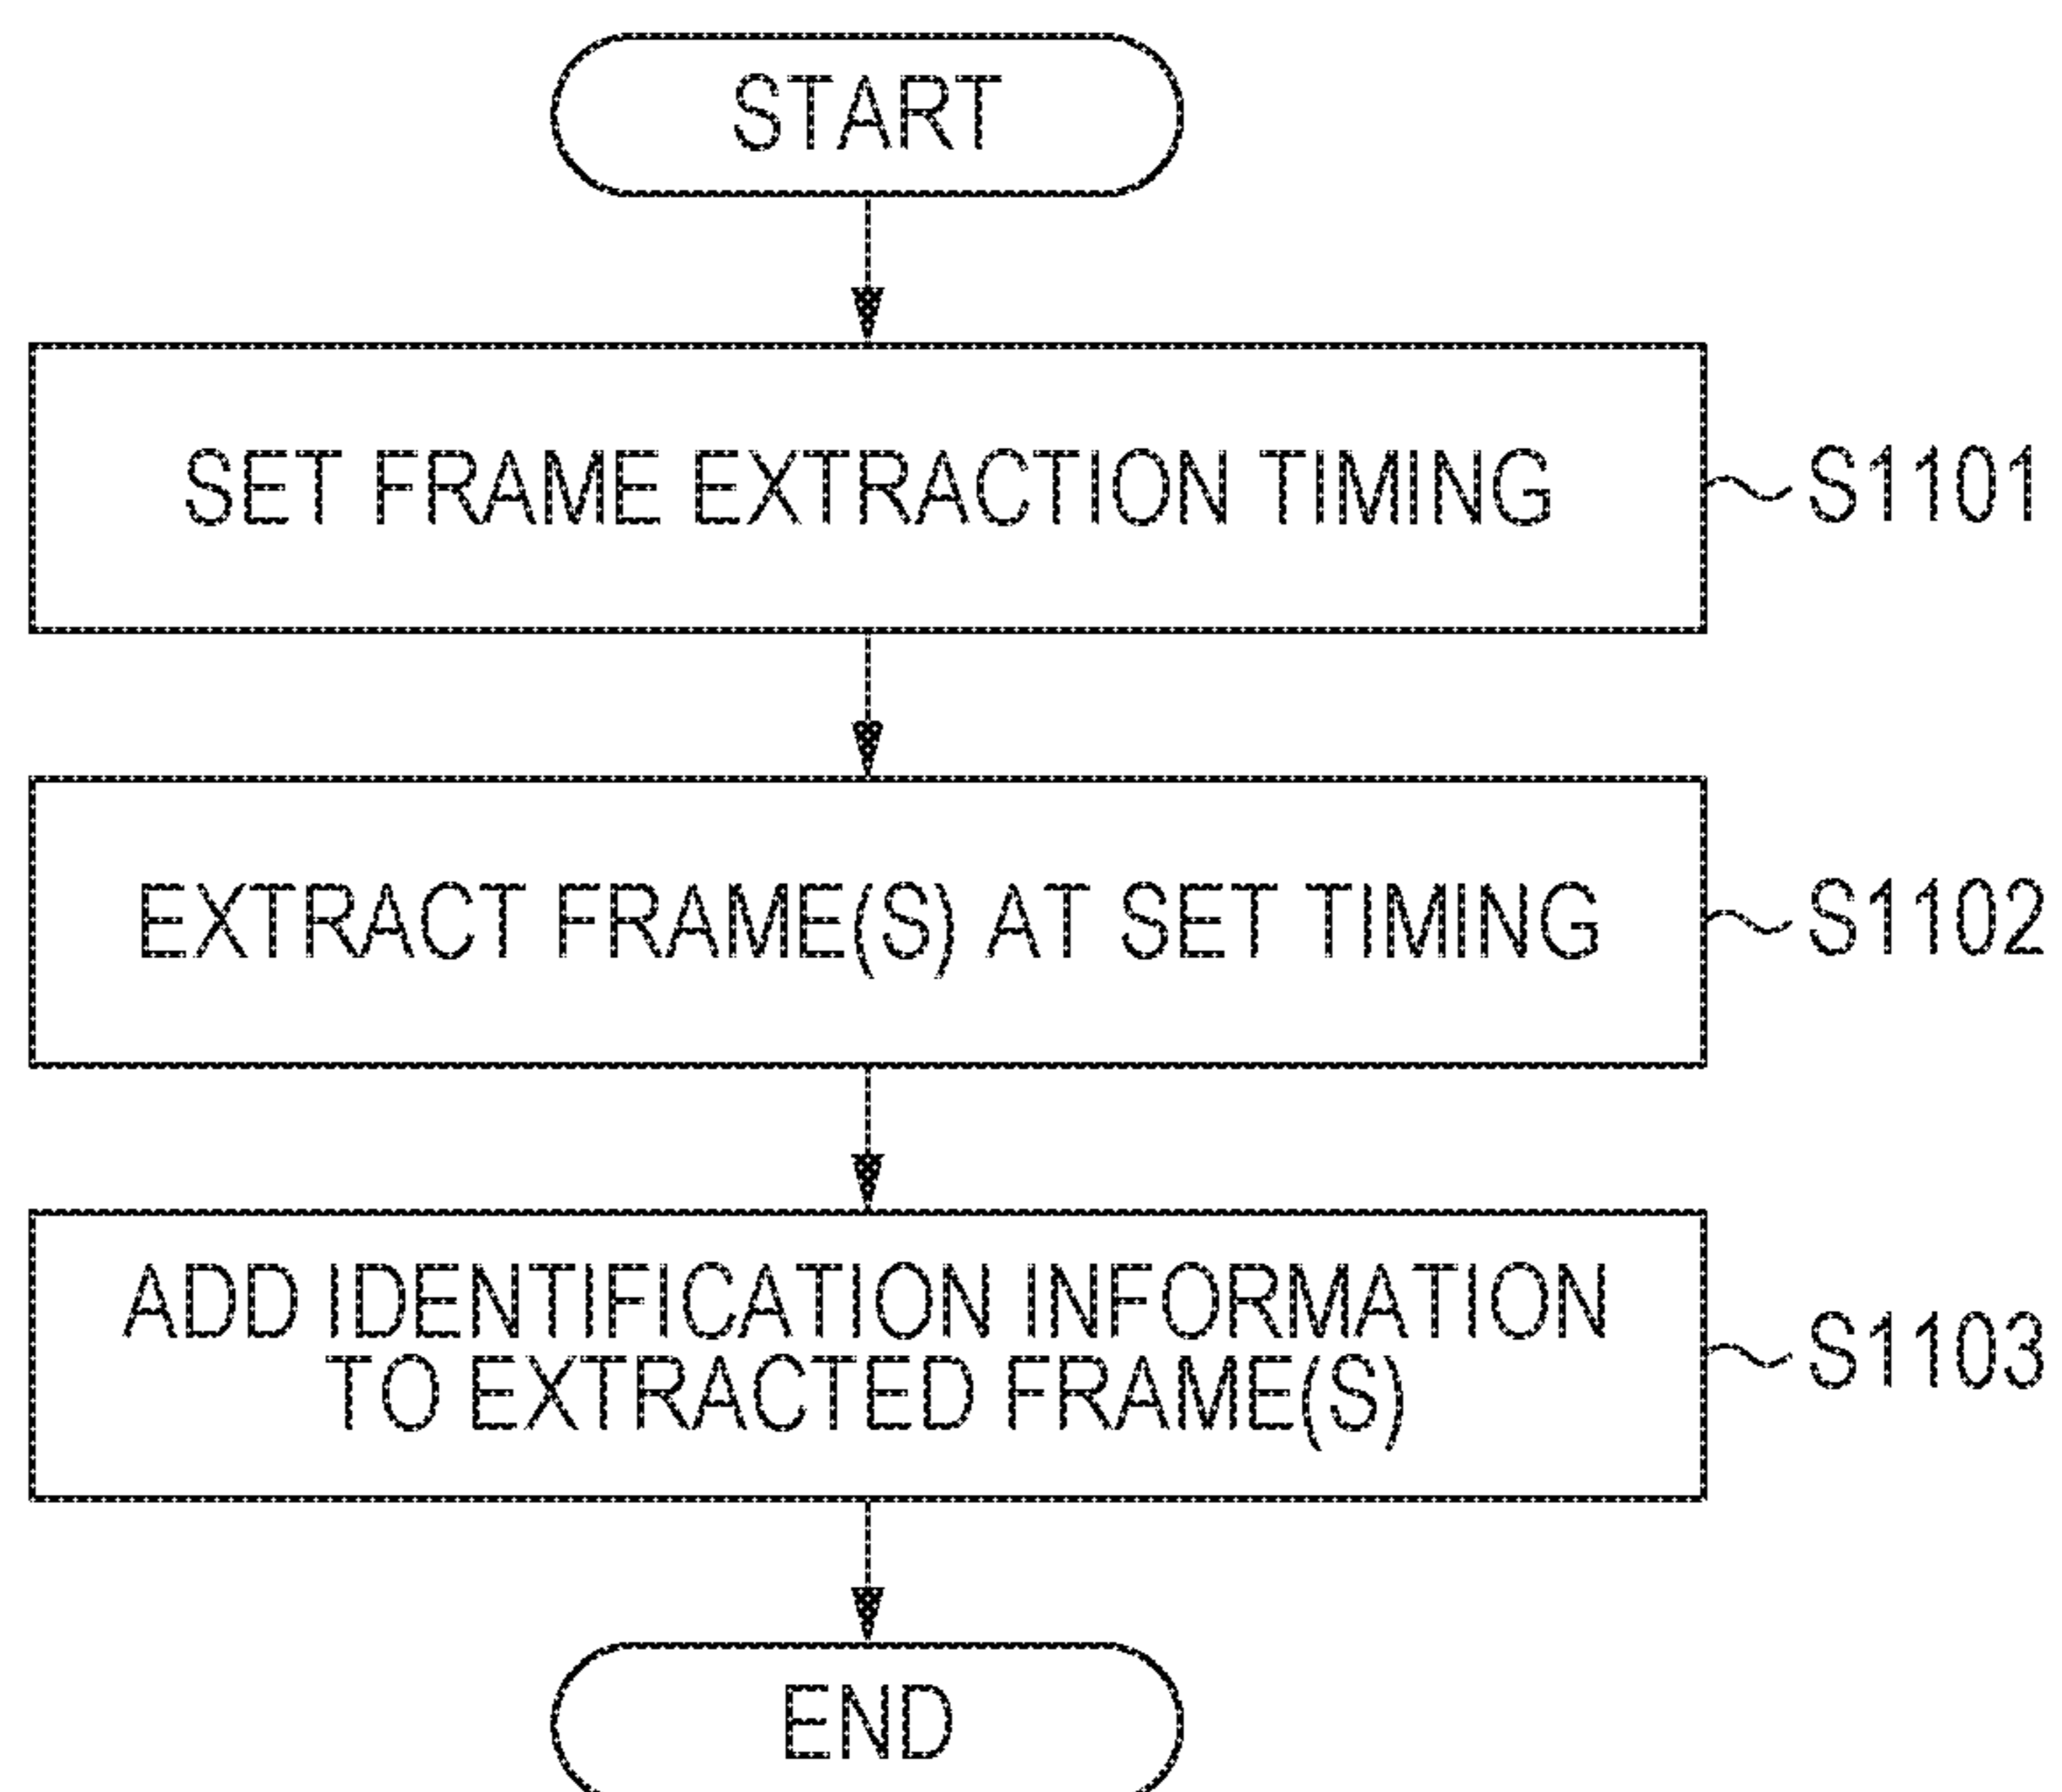 START
SET FRAME EXTRACTION TIMING
S1101
EXTRACT FRAME(S) AT SET TIMING
S1102
ADD IDENTIFICATION INFORMATION
TO EXTRACTED FRAME(S)
S1103
END